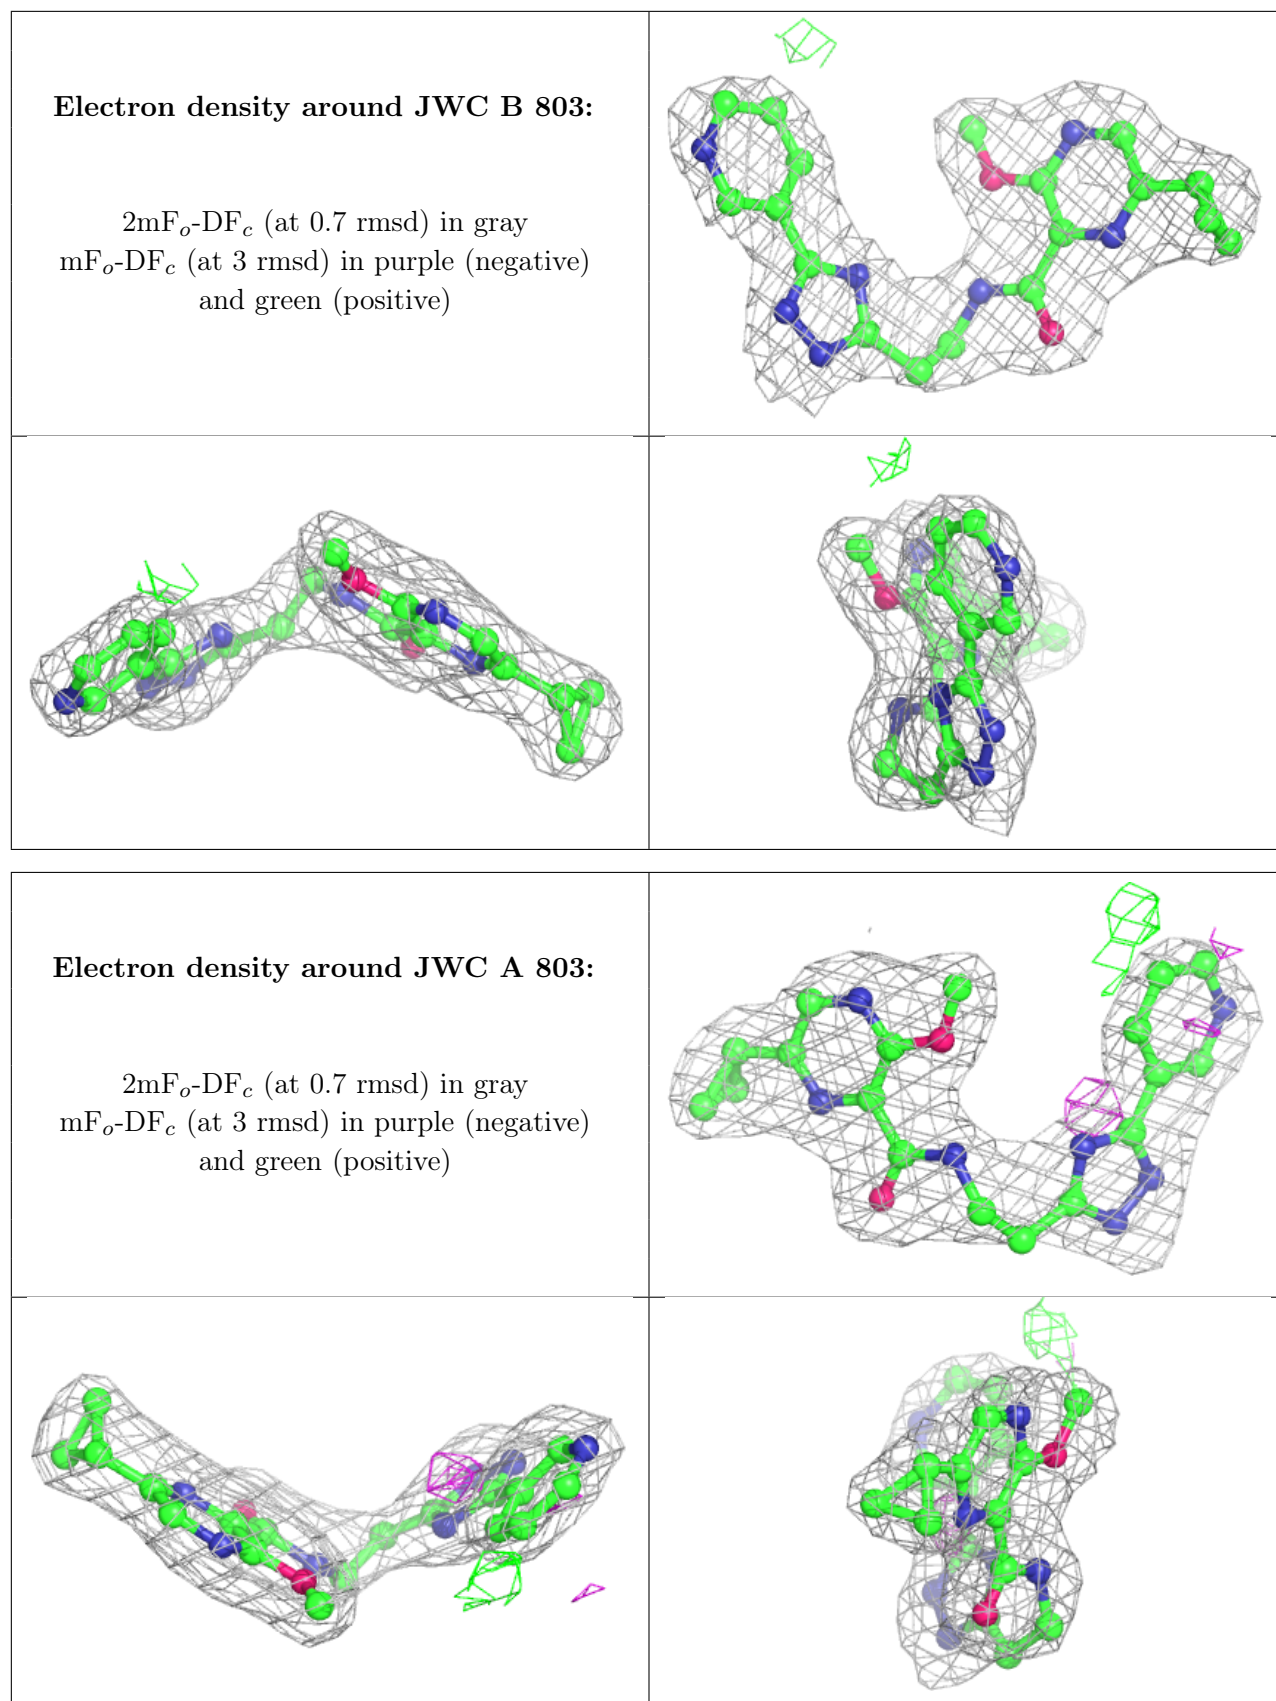 Electron density around JWC B 803:
2mFo-DFc (at 0.7 rmsd) in gray
mFo-DFc (at 3 rmsd) in purple (negative)
and green (positive)
Electron density around JWC A 803:
2mFo-DFc (at 0.7 rmsd) in gray
mFo-DFc (at 3 rmsd) in purple (negative)
and green (positive)